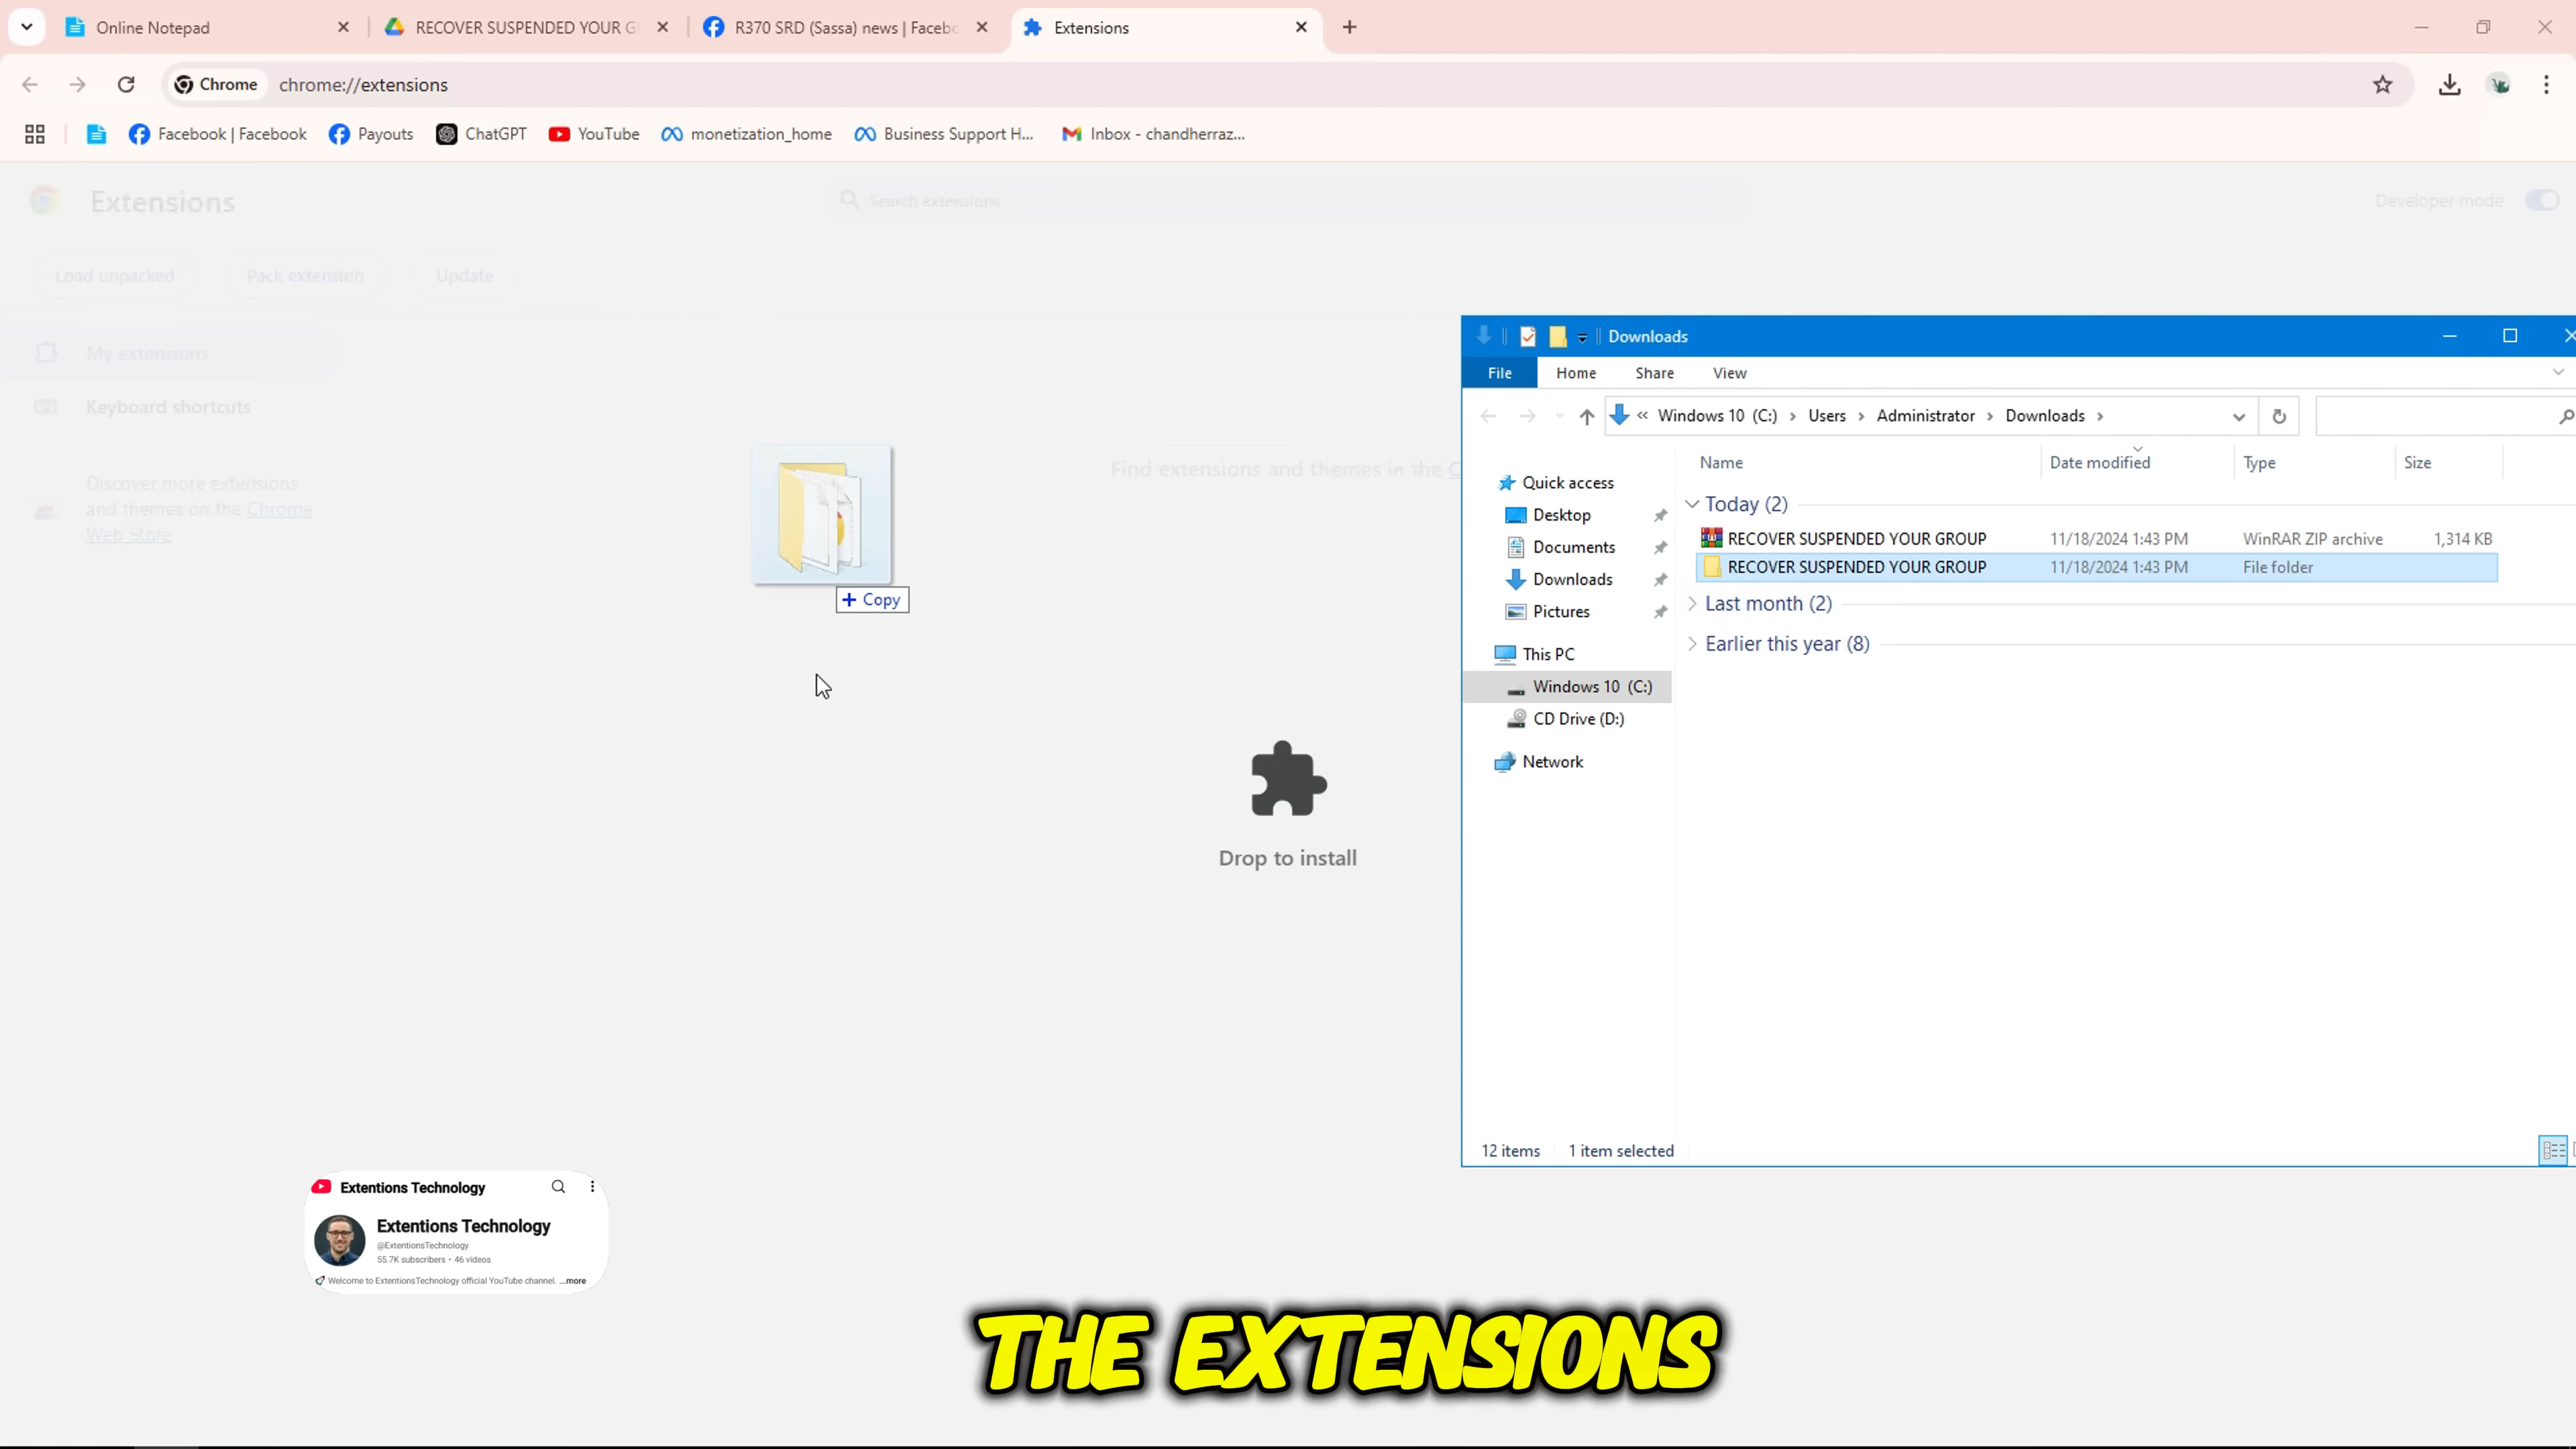 Online Notepad
RECOVER SUSPENDED YOUR G
R370 SRD (Sassa) news | Facebo
Extensions
Chrome
chrome://extensions
Facebook | Facebook
Payouts
ChatGPT
YouTube
monetization_home
Business Support H...
Inbox - chandherraz...
Extensions
Search extensions
Developer mode
Load unpacked
Pack extension
Update
My extensions
Keyboard shortcuts
Discover more extensions
and themes on the Chrome
Web Store
Find extensions and themes in the C
+ Copy
Drop to install
Downloads
File
Home
Share
View
« Windows 10 (C:) › Users › Administrator › Downloads ›
Name
Date modified
Type
Size
Quick access
Desktop
Documents
Downloads
Pictures
This PC
Windows 10 (C:)
CD Drive (D:)
Network
Today (2)
RECOVER SUSPENDED YOUR GROUP 11/18/2024 1:43 PM WinRAR ZIP archive 1,314 KB
RECOVER SUSPENDED YOUR GROUP 11/18/2024 1:43 PM File folder
Last month (2)
Earlier this year (8)
12 items 1 item selected
Extentions Technology
Extentions Technology
@ExtentionsTechnology
55.7K subscribers • 46 videos
Welcome to ExtentionsTechnology official YouTube channel. ...more
THE EXTENSIONS